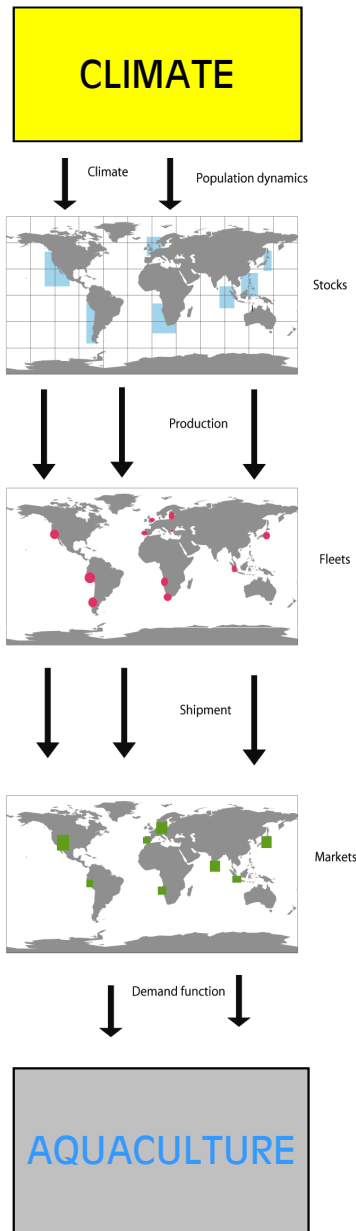 CLIMATE
Climate
Population dynamics
Stocks
Production
Fleets
Shipment
Markets
Demand function
AQUACULTURE